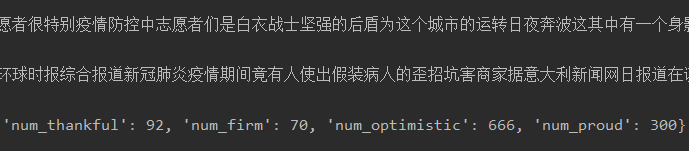 愿者很特别疫情防控中志愿者们是白衣战士坚强的后盾为这个城市的运转日夜奔波这其中有一个身影
环球时报综合报道新冠肺炎疫情期间竟有人使出假装病人的歪招坑害商家据意大利新闻网日报道在
'num_thankful': 92, 'num_firm': 70, 'num_optimistic': 666, 'num_proud': 300}